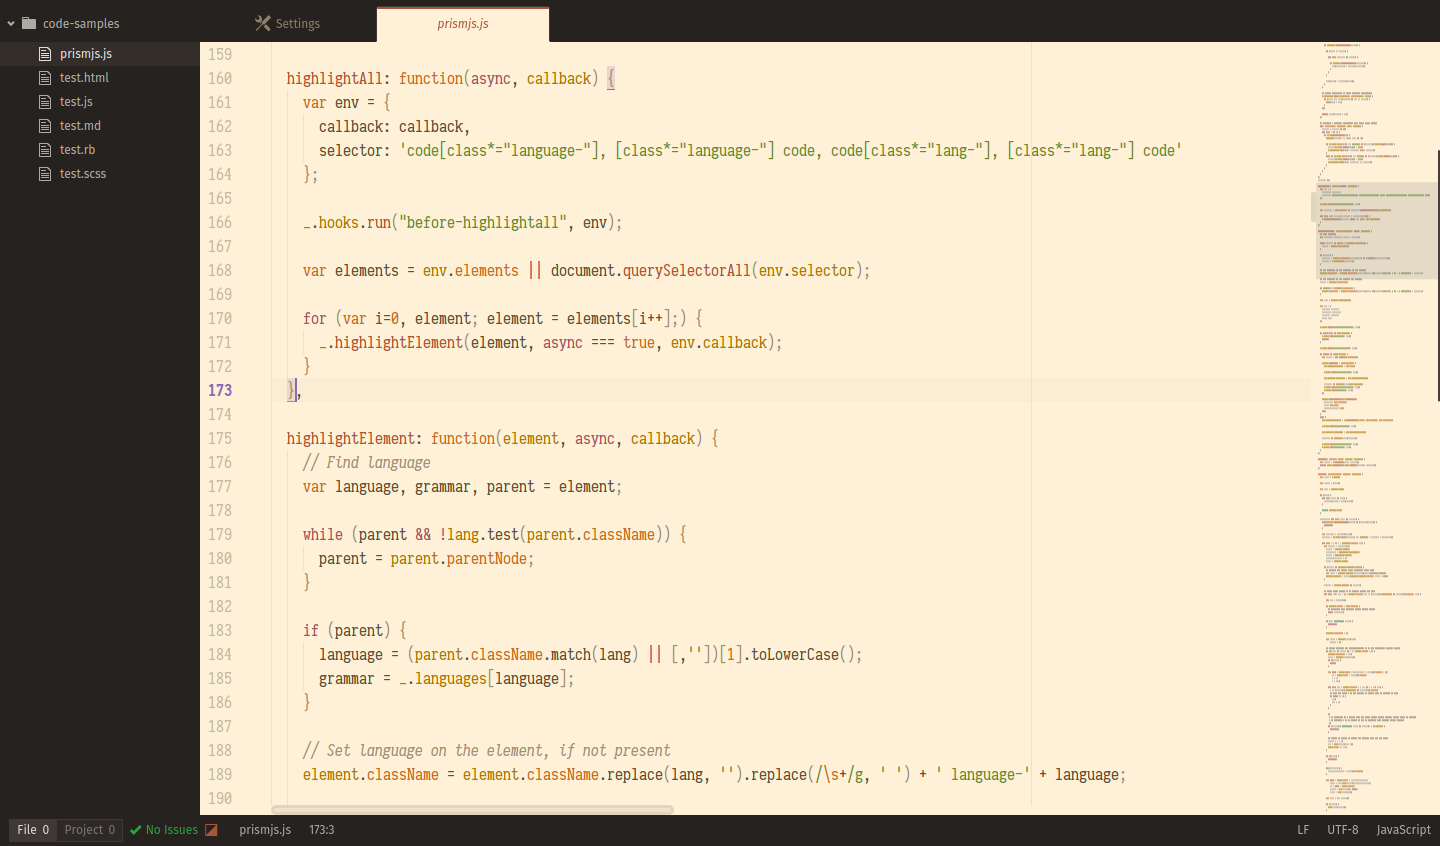 code-samples
Settings
prismjs.js
prismjs.js
test.html
test.js
test.md
test.rb
test.scss
159
160 highlightAll: function(async, callback) {
161 var env = {
162 callback: callback,
163 selector: 'code[class*="language-"], [class*="language-"] code, code[class*="lang-"], [class*="lang-"] code'
164 };
165
166 _.hooks.run("before-highlightall", env);
167
168 var elements = env.elements || document.querySelectorAll(env.selector);
169
170 for (var i=0, element; element = elements[i++];) {
171 _.highlightElement(element, async === true, env.callback);
172 }
173 },
174
175 highlightElement: function(element, async, callback) {
176 // Find language
177 var language, grammar, parent = element;
178
179 while (parent && !lang.test(parent.className)) {
180 parent = parent.parentNode;
181 }
182
183 if (parent) {
184 language = (parent.className.match(lang) || [,''])[1].toLowerCase();
185 grammar = _.languages[language];
186 }
187
188 // Set language on the element, if not present
189 element.className = element.className.replace(lang, '').replace(/\s+/g, ' ') + ' language-' + language;
190
File 0 Project 0 No Issues prismjs.js 173:3 LF UTF-8 JavaScript